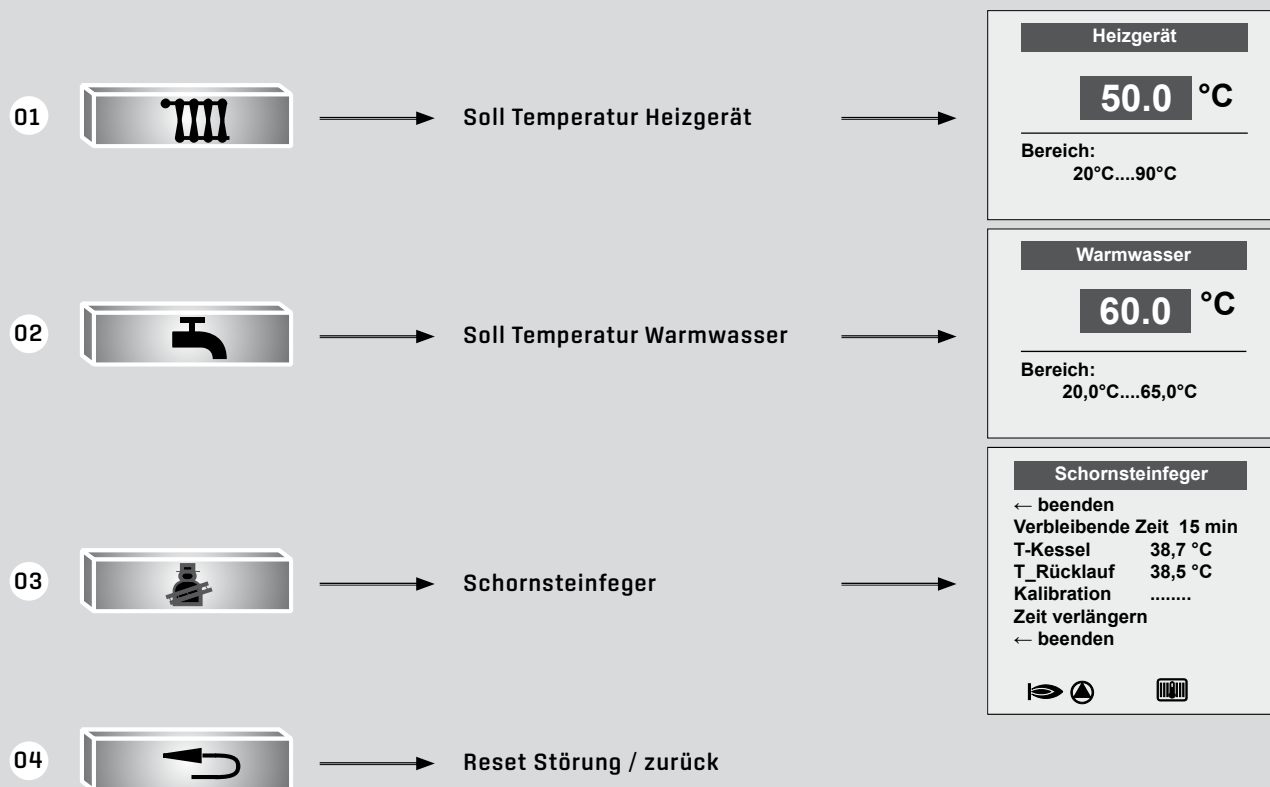 01
Soll Temperatur Heizgerät
Heizgerät
50.0 °C
Bereich:
20°C....90°C
02
Soll Temperatur Warmwasser
Warmwasser
60.0 °C
Bereich:
20,0°C....65,0°C
03
Schornsteinfeger
Schornsteinfeger
← beenden
Verbleibende Zeit 15 min
T-Kessel 38,7 °C
T_Rücklauf 38,5 °C
Kalibration ........
Zeit verlängern
← beenden
04
Reset Störung / zurück